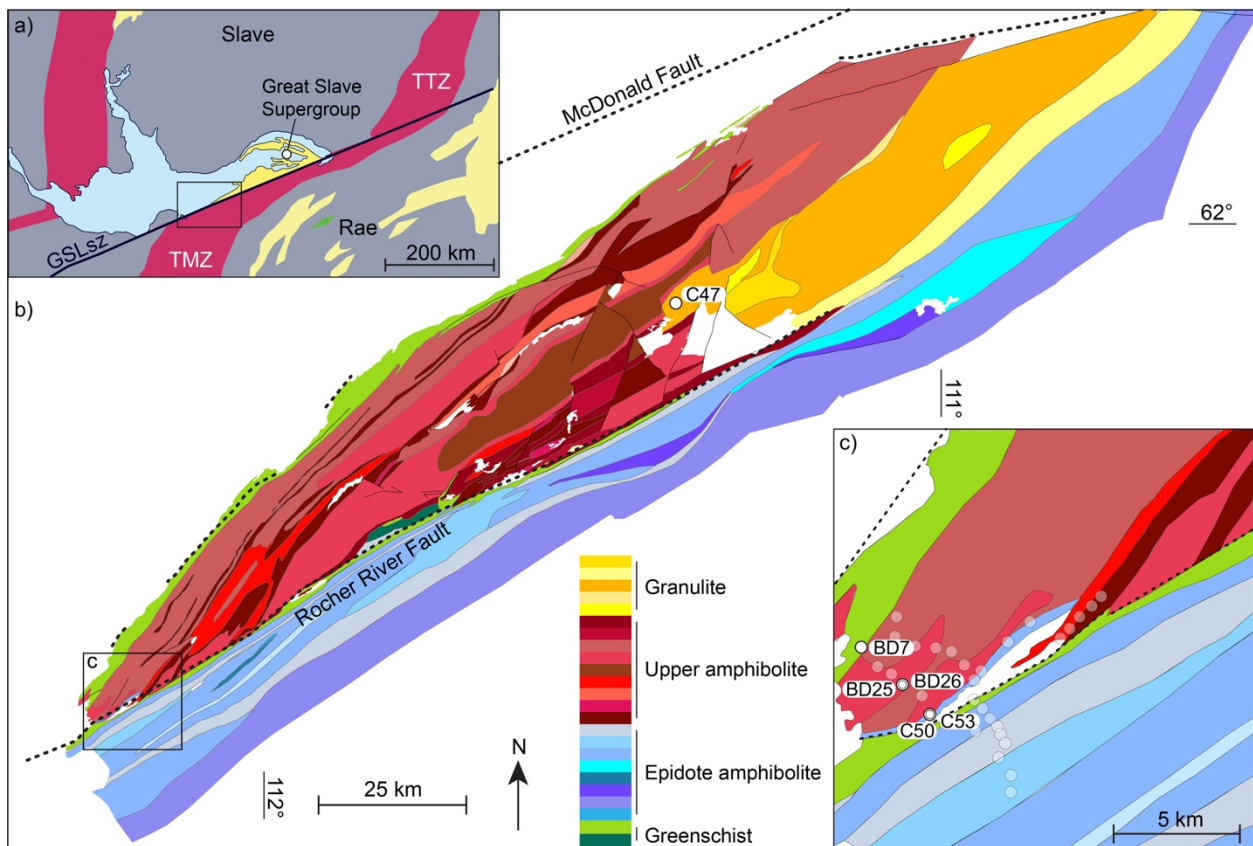 a)
Slave
TTZ
Great Slave
Supergroup
GSLsz
TMZ
Rae
200 km
McDonald Fault
62°
b)
C47
111°
Rocher River Fault
c
112°
25 km
N
Granulite
Upper amphibolite
Epidote amphibolite
Greenschist
c)
BD7
BD26
BD25
C53
C50
5 km